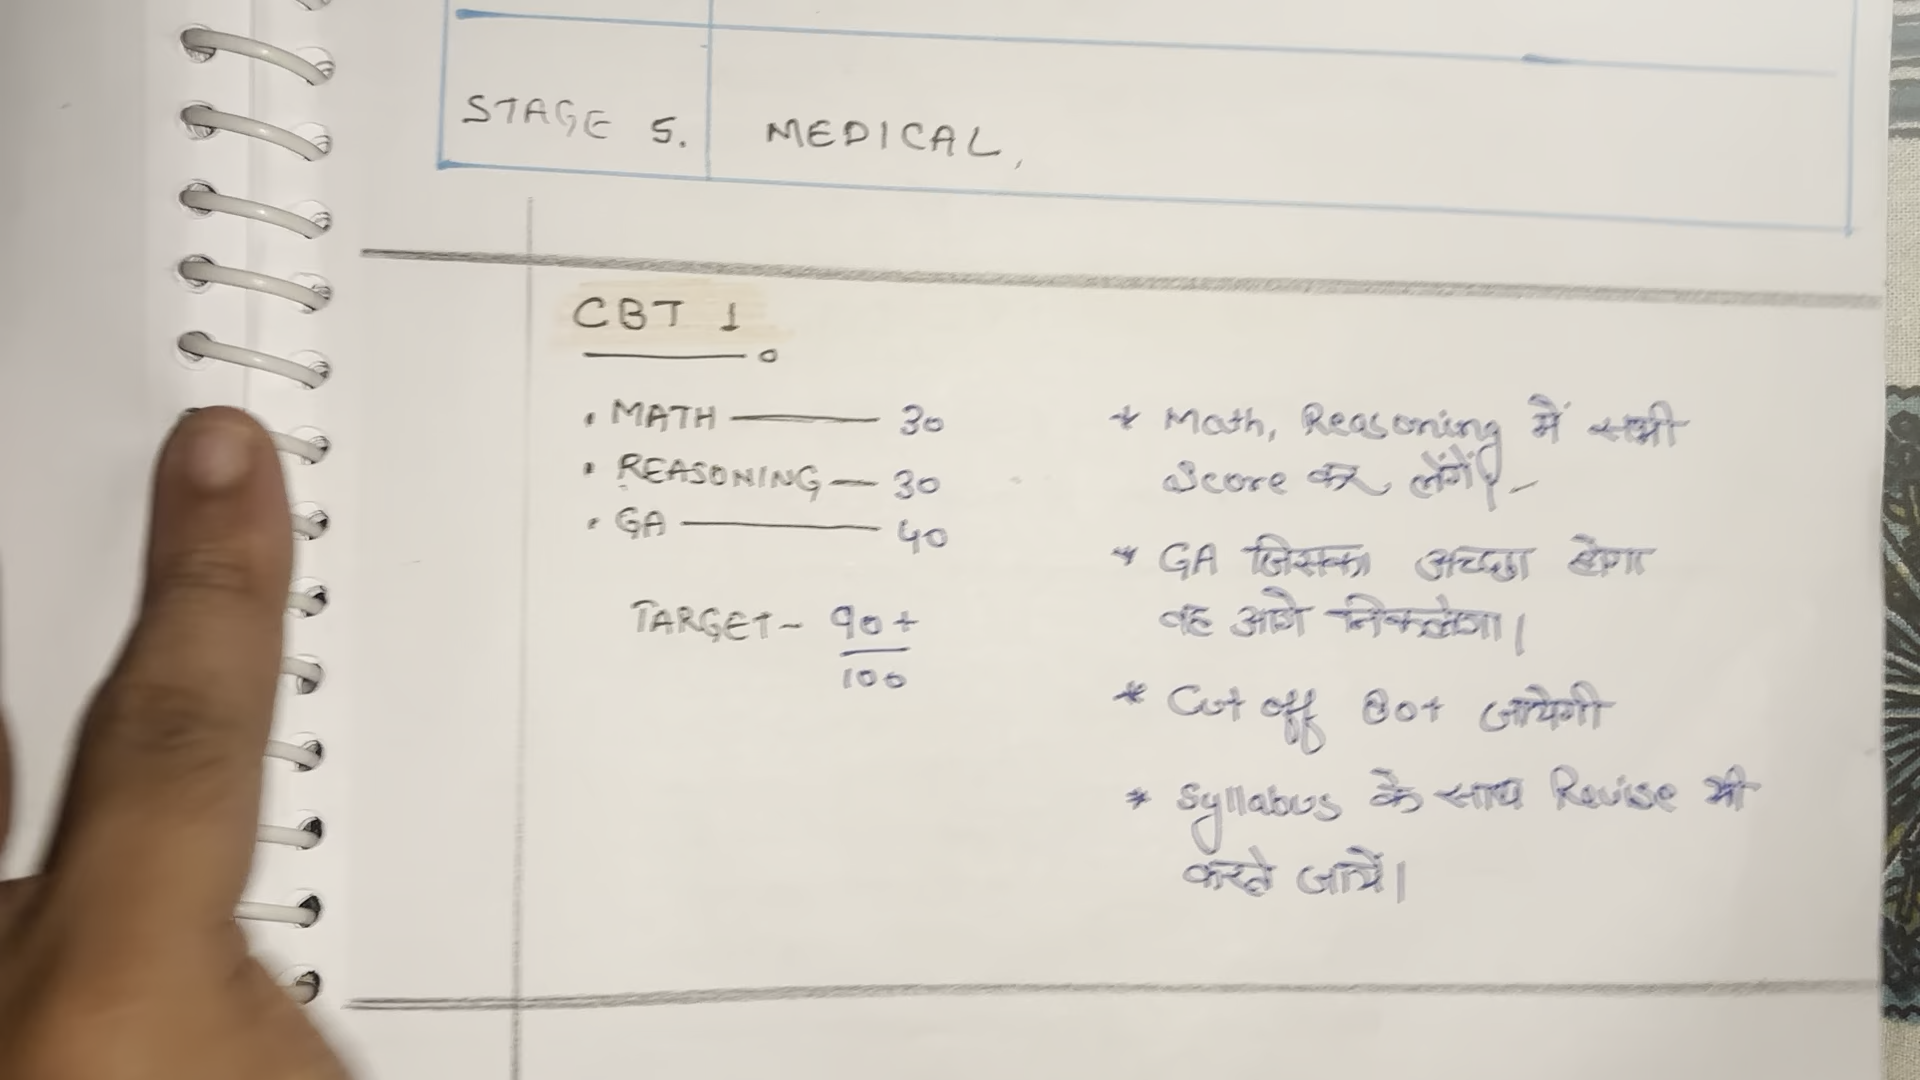 STAGE 5. MEDICAL,
CBT 1
• MATH — 30
• REASONING — 30
• GA — 40
TARGET - 90+
100
* Math, Reasoning में सभी
Score कर लेंगें। -
* GA जिसका अच्छा होगा
वह आगे निकलेगा।
* Cut off 80+ जायेगी
* Syllabus के साथ Revise भी
करते जायें।